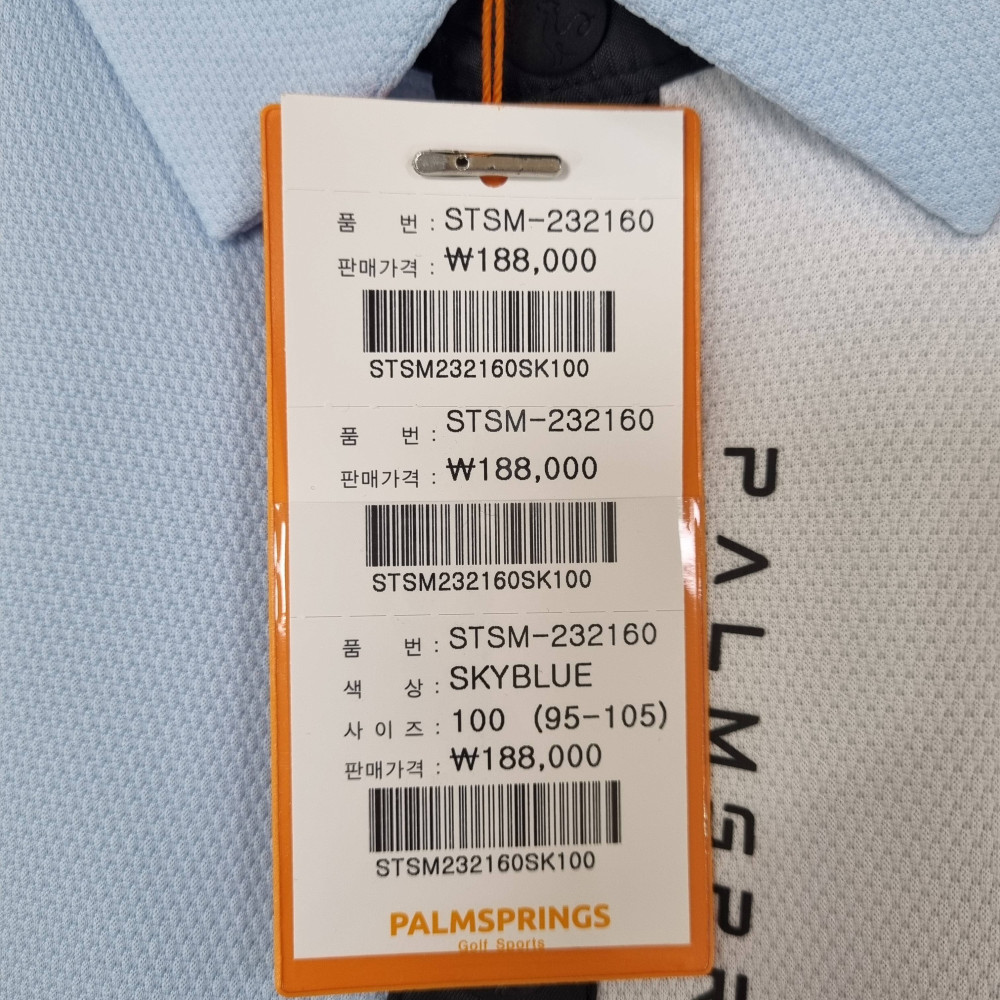 품 번 : STSM-232160
판매가격 : ₩188,000
STSM232160SK100
품 번 : STSM-232160
판매가격 : ₩188,000
STSM232160SK100
품 번 : STSM-232160
색 상 : SKYBLUE
사 이 즈 : 100 (95-105)
판매가격 : ₩188,000
STSM232160SK100
PALMSPRINGS
Golf Sports
PALMSPR